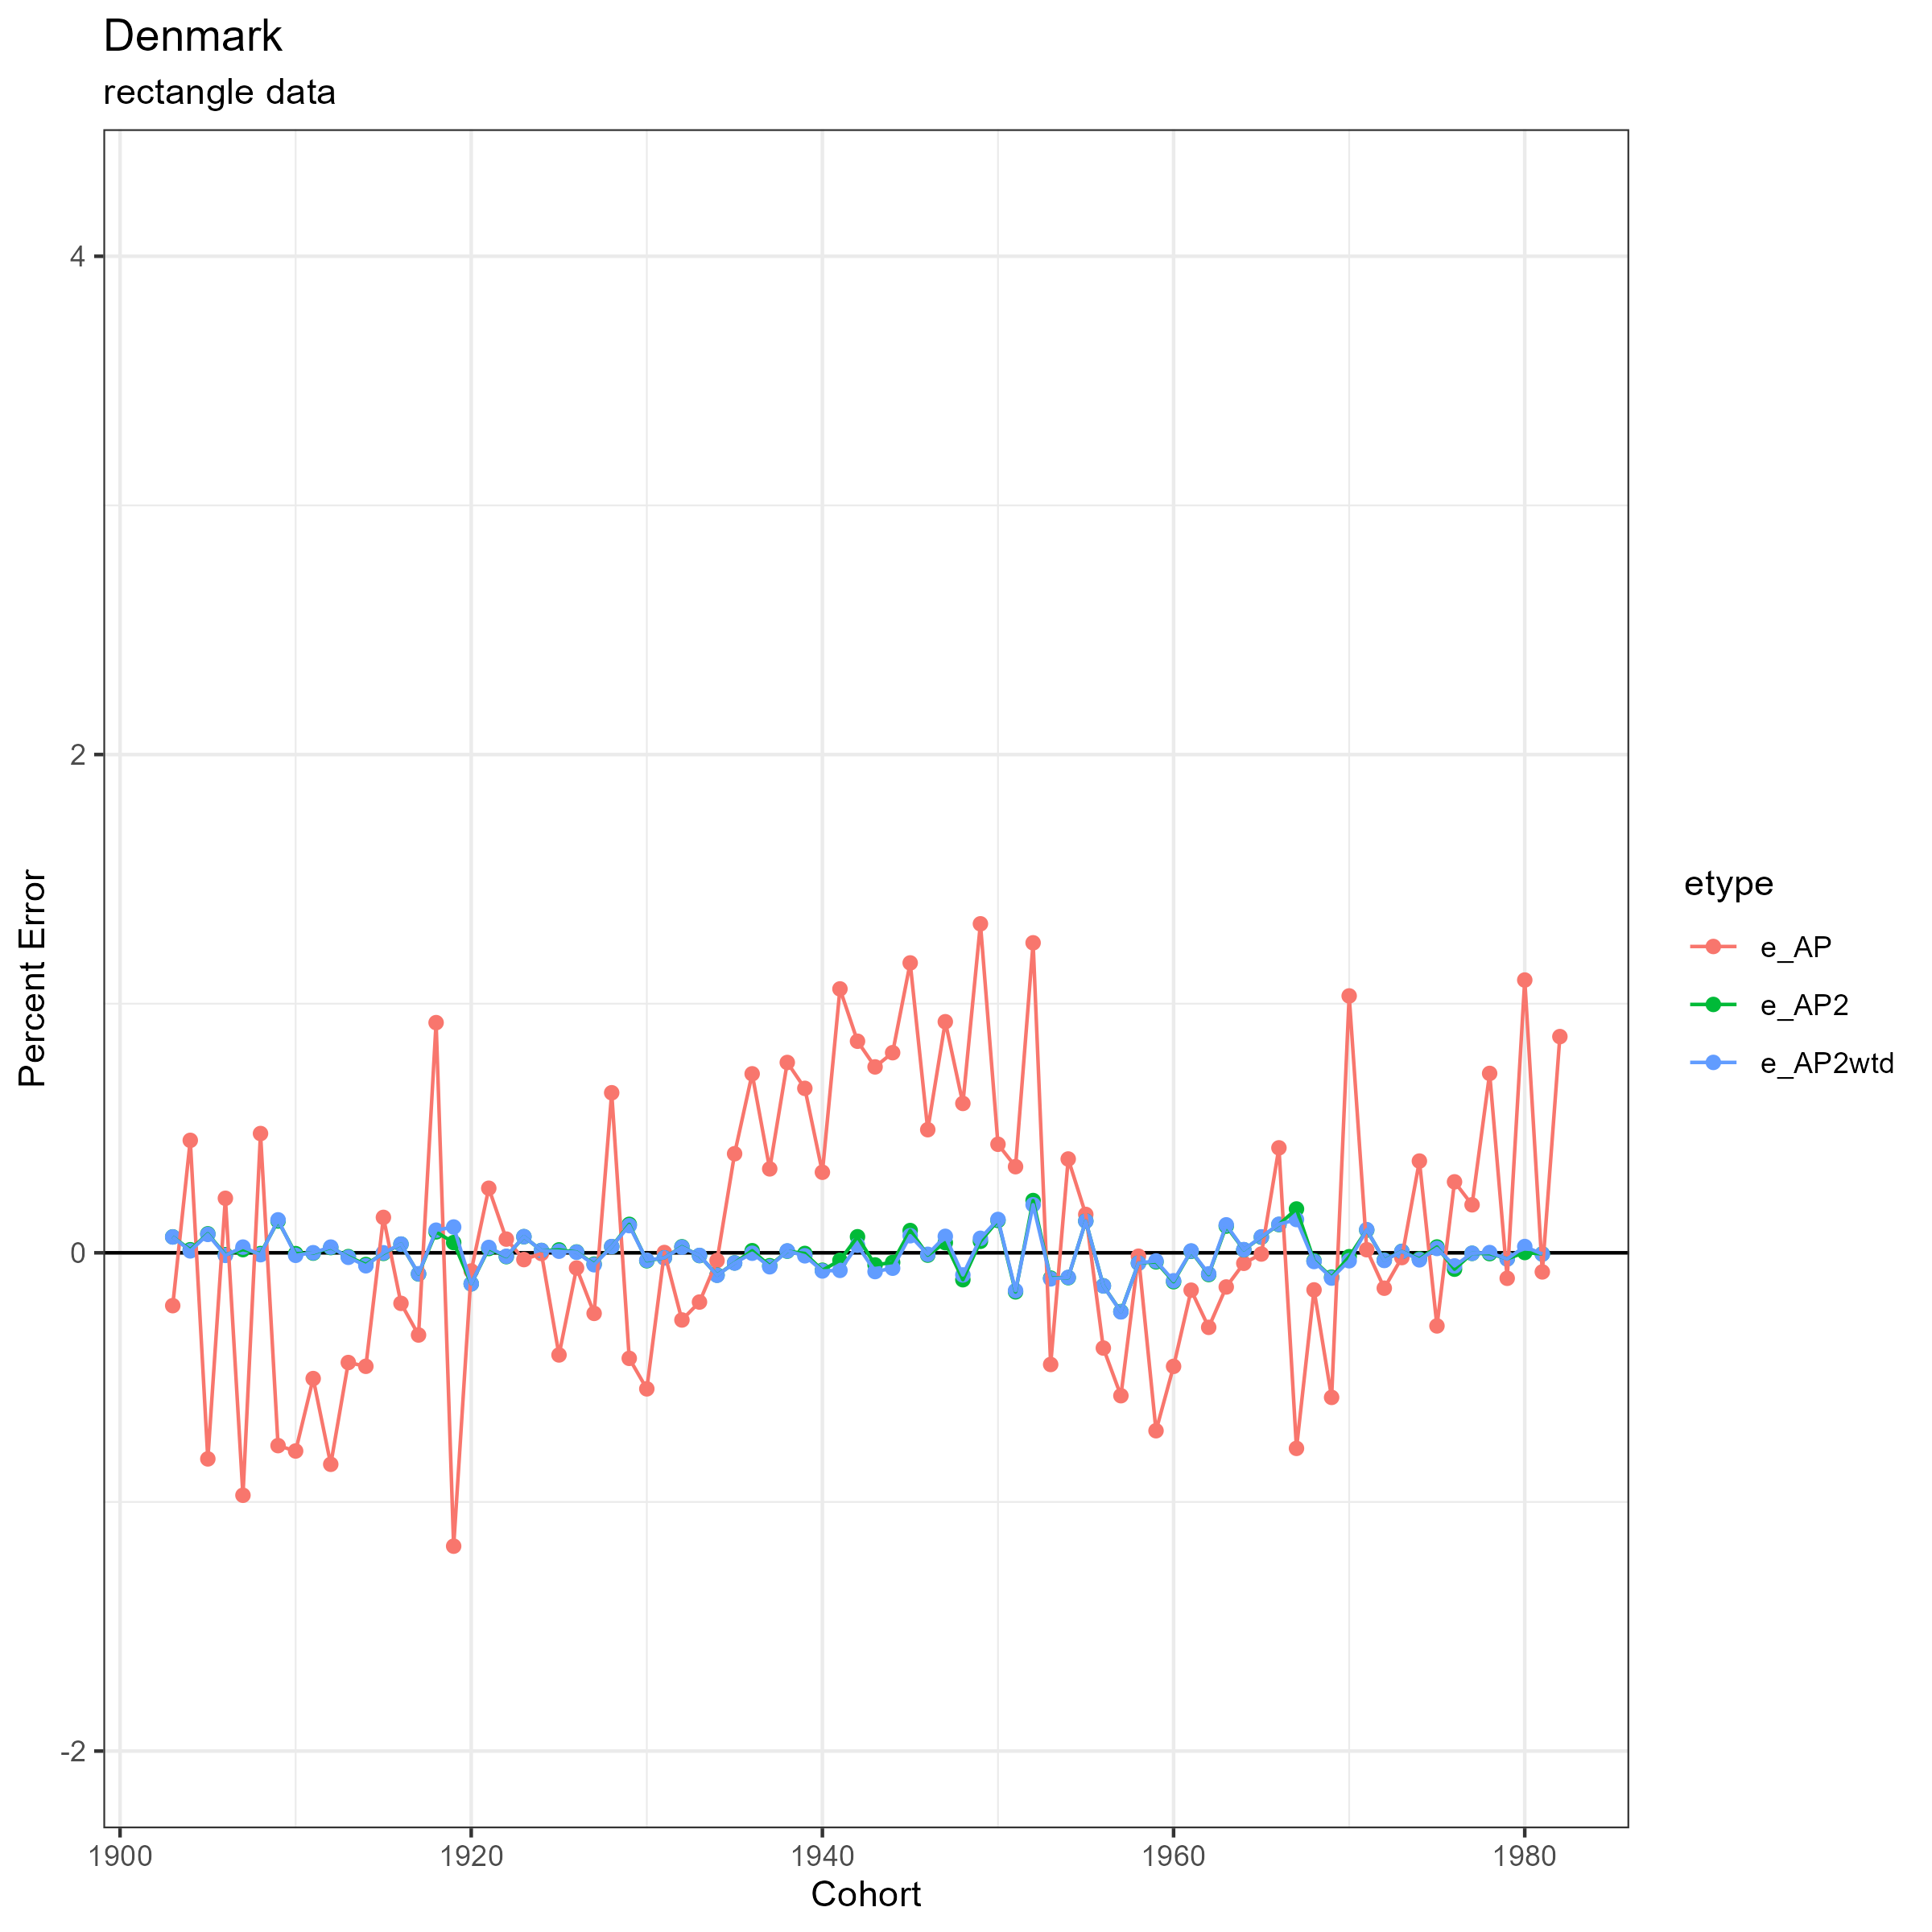 Denmark
rectangle data
4
2
0
-2
Percent Error
1900 1920 1940 1960 1980
Cohort
etype
e_AP
e_AP2
e_AP2wtd